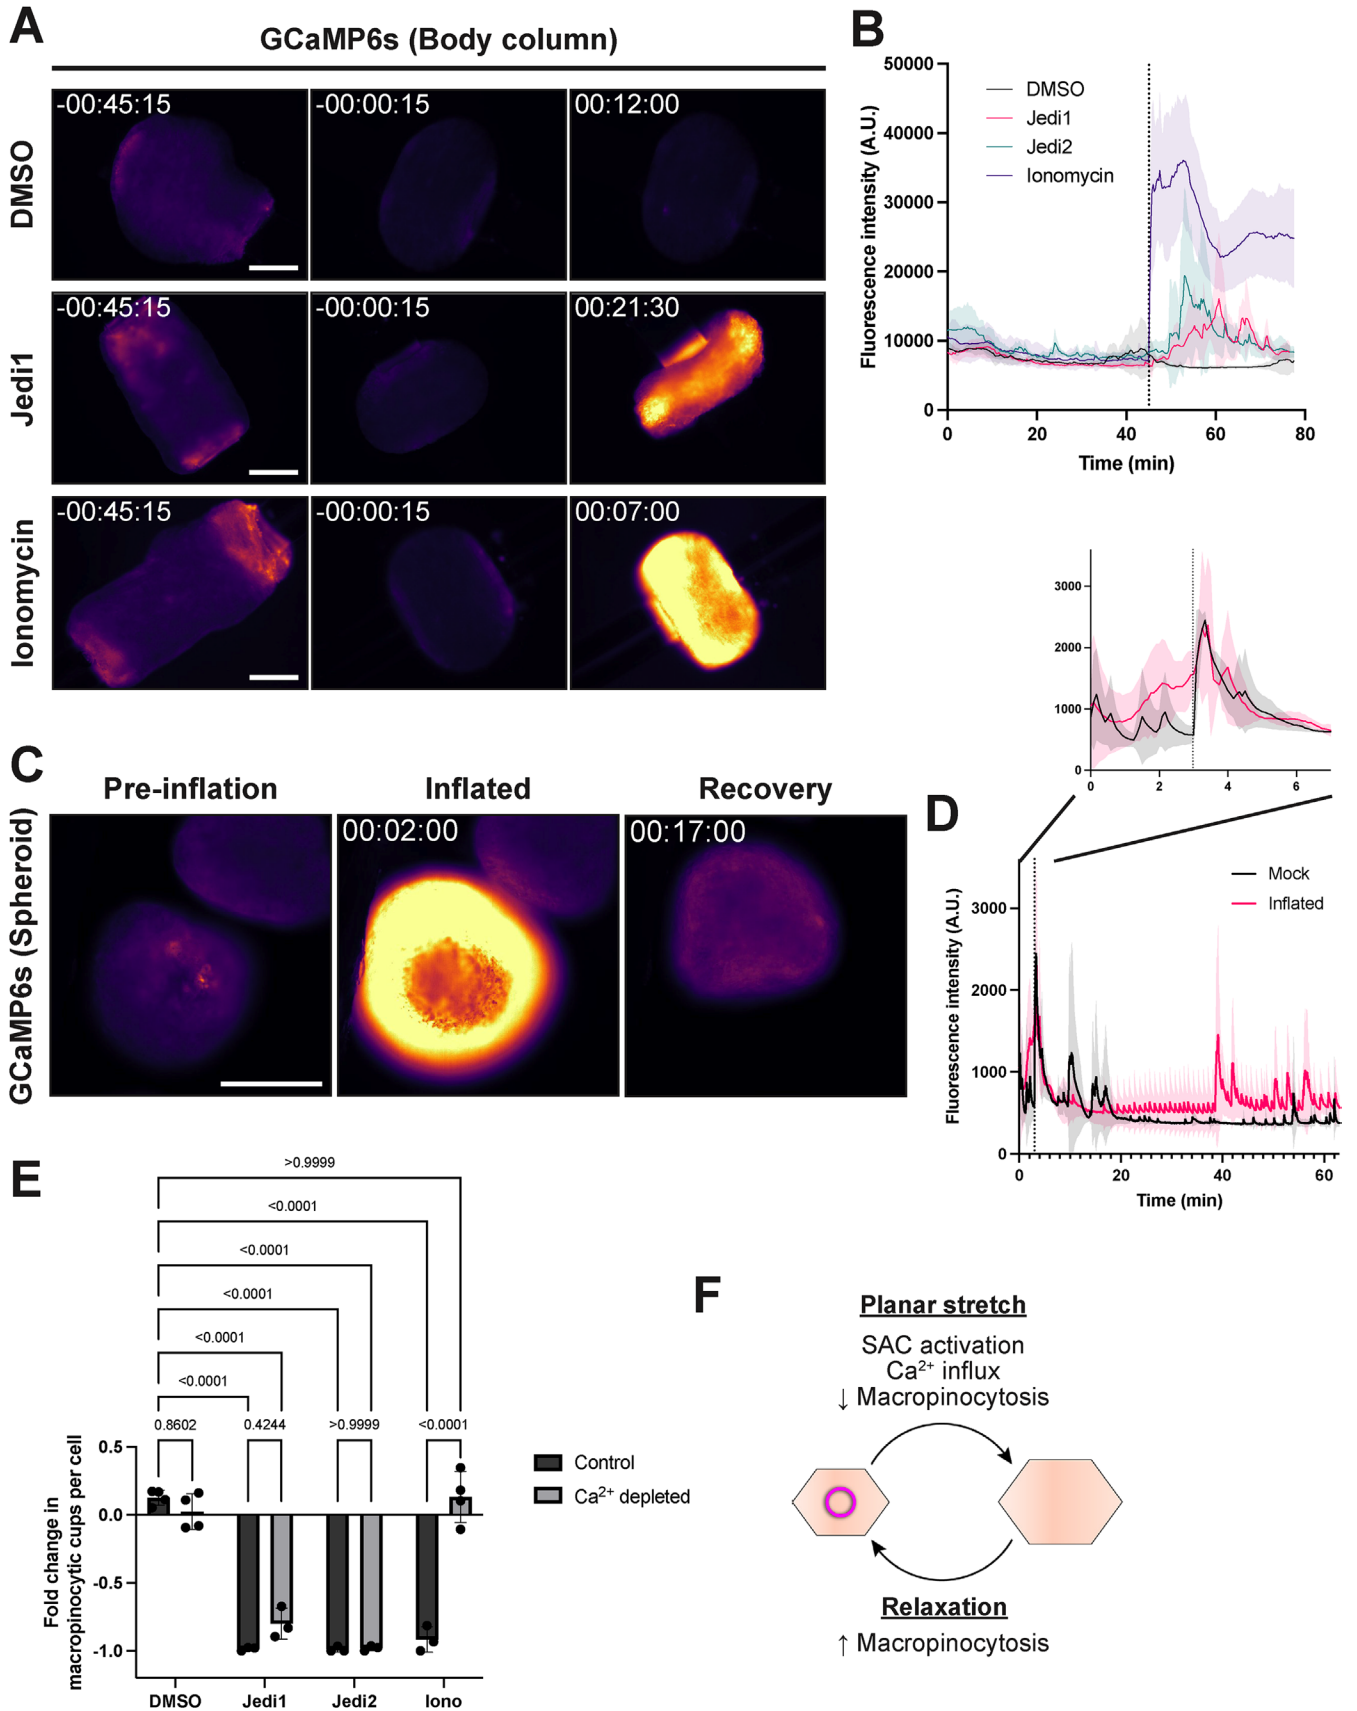 A
GCaMP6s (Body column)
DMSO
-00:45:15
-00:00:15
00:12:00
Jedi1
-00:45:15
-00:00:15
00:21:30
Ionomycin
-00:45:15
-00:00:15
00:07:00
B
Fluorescence intensity (A.U.)
50000
40000
30000
20000
10000
0
DMSO
Jedi1
Jedi2
Ionomycin
0 20 40 60 80
Time (min)
C
GCaMP6s (Spheroid)
Pre-inflation
Inflated
Recovery
00:02:00
00:17:00
3000
2000
1000
0
0 2 4 6
D
Fluorescence intensity (A.U.)
3000
2000
1000
0
Mock
Inflated
0 20 40 60
Time (min)
E
>0.9999
<0.0001
<0.0001
<0.0001
<0.0001
<0.0001
0.8602 0.4244 >0.9999 <0.0001
Fold change in
macropinocytic cups per cell
0.5
0.0
-0.5
-1.0
DMSO Jedi1 Jedi2 Iono
Control
Ca²⁺ depleted
F
Planar stretch
SAC activation
Ca²⁺ influx
↓ Macropinocytosis
Relaxation
↑ Macropinocytosis